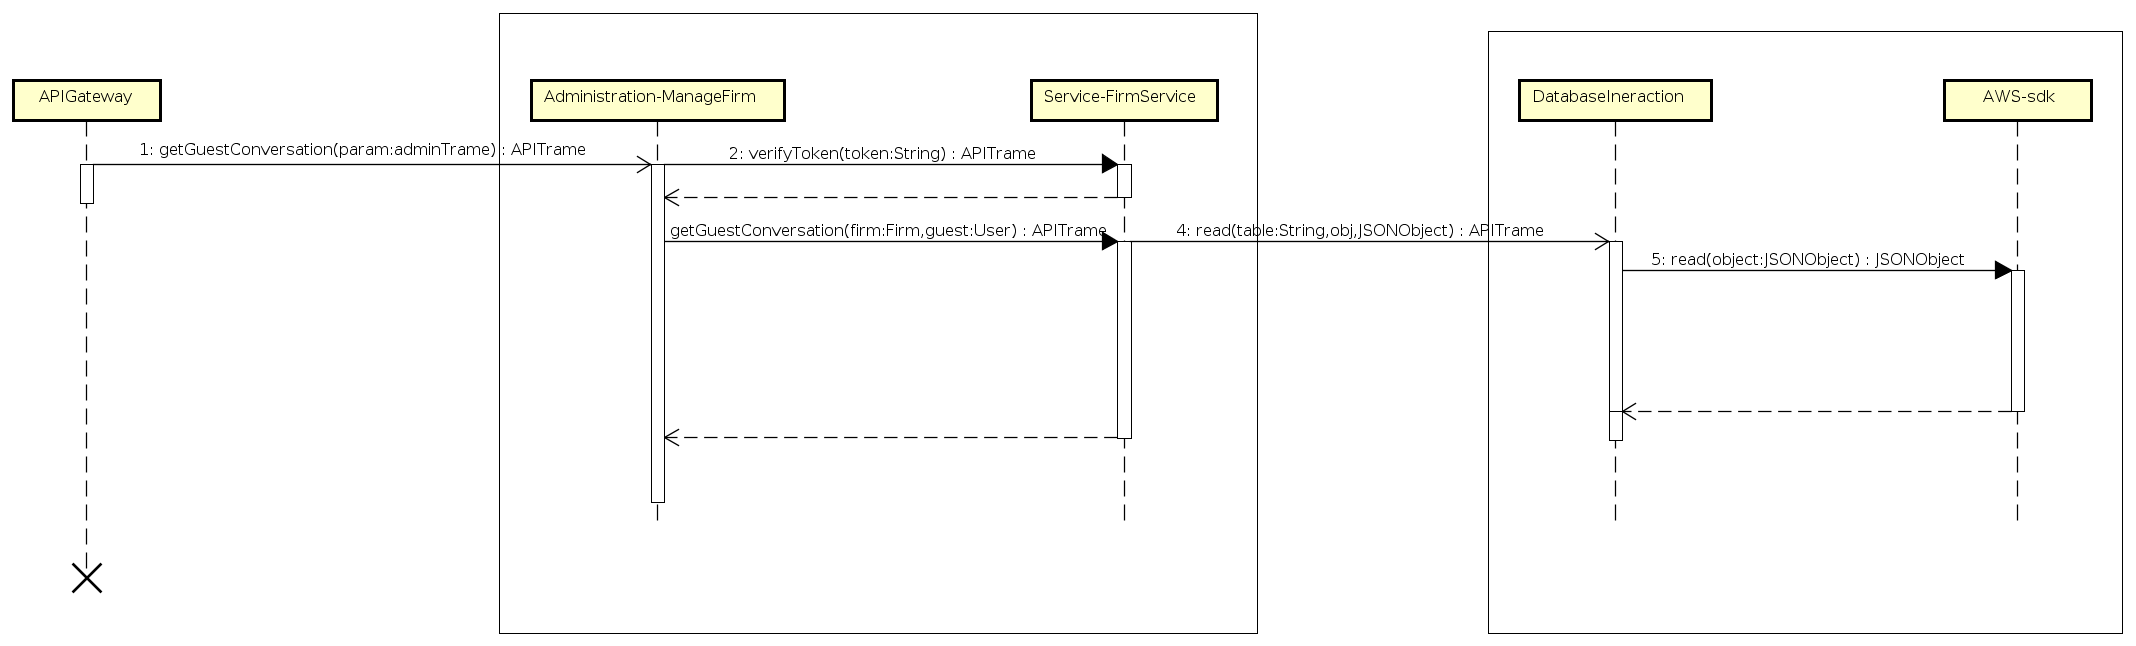 APIGateway
Administration-ManageFirm
Service-FirmService
DatabaseIneraction
AWS-sdk
1: getGuestConversation(param:adminTrame) : APITrame
2: verifyToken(token:String) : APITrame
getGuestConversation(firm:Firm,guest:User) : APITrame
4: read(table:String,obj,JSONObject) : APITrame
5: read(object:JSONObject) : JSONObject